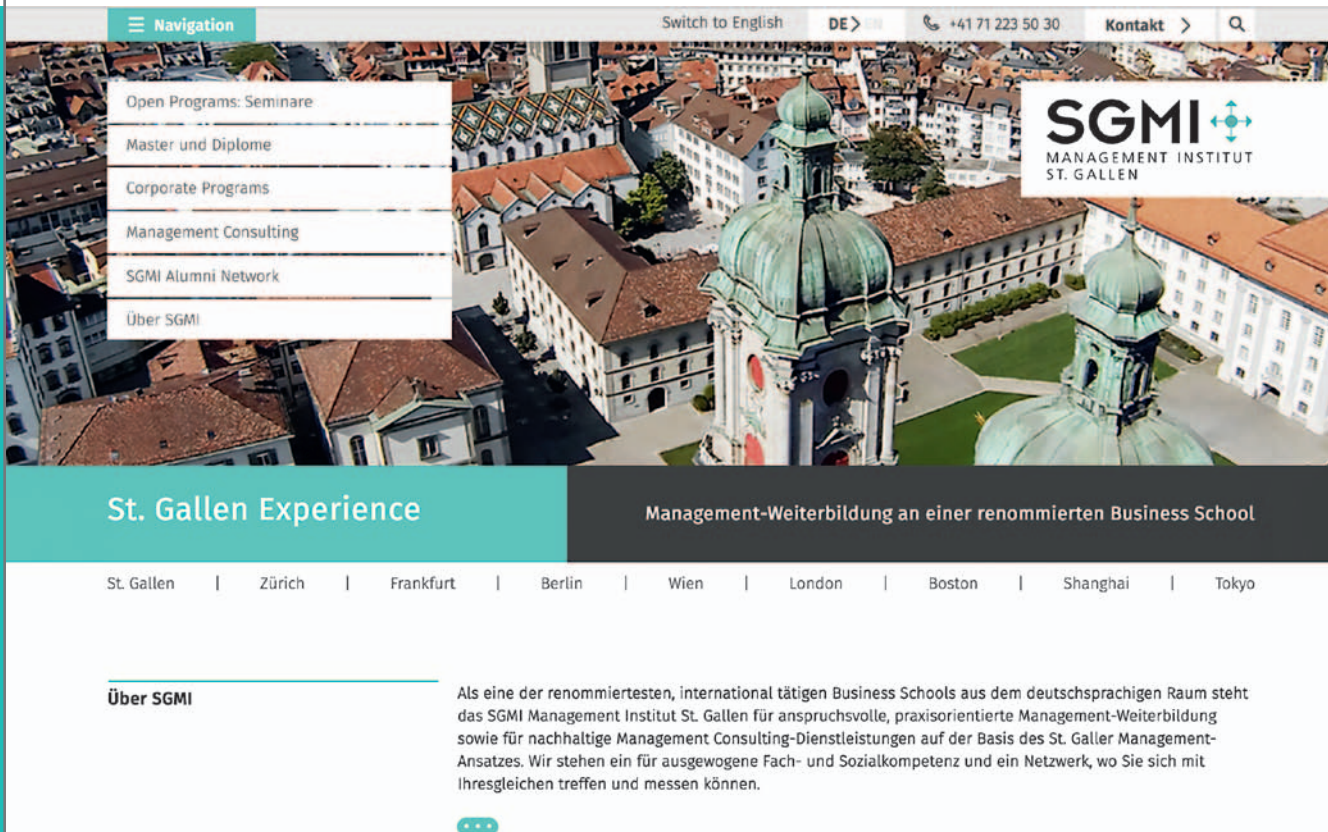 Navigation
Switch to English
DE
+41 71 223 50 30
Kontakt
Open Programs: Seminare
Master und Diplome
Corporate Programs
Management Consulting
SGMI Alumni Network
Über SGMI
SGMI
MANAGEMENT INSTITUT
ST. GALLEN
St. Gallen Experience
Management-Weiterbildung an einer renommierten Business School
St. Gallen | Zürich | Frankfurt | Berlin | Wien | London | Boston | Shanghai | Tokyo
Über SGMI
Als eine der renommiertesten, international tätigen Business Schools aus dem deutschsprachigen Raum steht
das SGMI Management Institut St. Gallen für anspruchsvolle, praxisorientierte Management-Weiterbildung
sowie für nachhaltige Management Consulting-Dienstleistungen auf der Basis des St. Galler Management-
Ansatzes. Wir stehen ein für ausgewogene Fach- und Sozialkompetenz und ein Netzwerk, wo Sie sich mit
Ihresgleichen treffen und messen können.